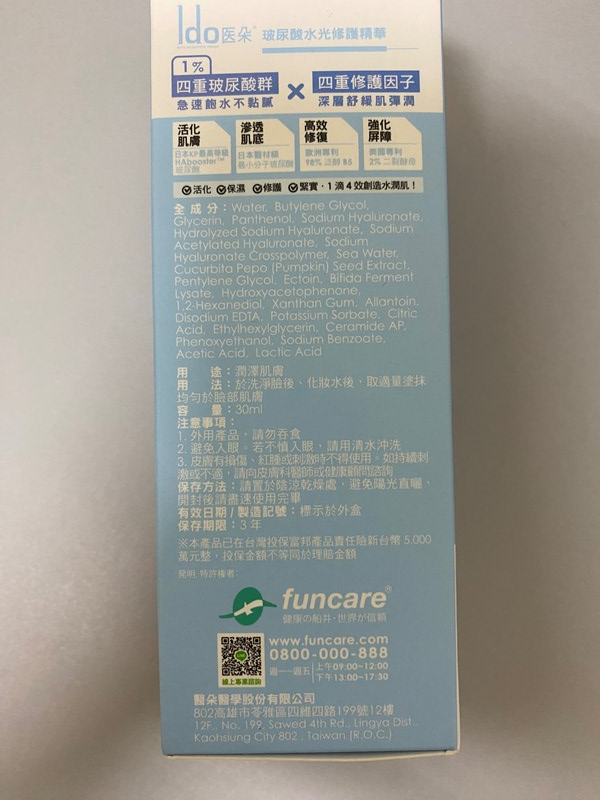 Ido医朵® 玻尿酸水光修護精華
1%
四重玻尿酸群 × 四重修護因子
急速飽水不黏膩 深層舒緩肌彈潤
活化肌膚 滲透肌底 高效修復 強化屏障
日本KP最高等級 HAbooster™ 玻尿酸
日本醫材級 最小分子玻尿酸
歐洲專利 98% 泛醇 B5
美國專利 2% 二裂酵母
活化 保濕 修護 緊實,1 滴 4 效創造水潤肌!
全 成 分:Water, Butylene Glycol,
Glycerin, Panthenol, Sodium Hyaluronate,
Hydrolyzed Sodium Hyaluronate, Sodium
Acetylated Hyaluronate, Sodium
Hyaluronate Crosspolymer, Sea Water,
Cucurbita Pepo (Pumpkin) Seed Extract,
Pentylene Glycol, Ectoin, Bifida Ferment
Lysate, Hydroxyacetophenone,
1,2-Hexanediol, Xanthan Gum, Allantoin,
Disodium EDTA, Potassium Sorbate, Citric
Acid, Ethylhexylglycerin, Ceramide AP,
Phenoxyethanol, Sodium Benzoate,
Acetic Acid, Lactic Acid
用 途:潤澤肌膚
用 法:於洗淨臉後、化妝水後,取適量塗抹
均勻於臉部肌膚
容 量:30ml
注意事項:
1. 外用產品,請勿吞食
2. 避免入眼。若不慎入眼,請用清水沖洗
3. 皮膚有損傷、紅腫或刺激時不得使用。如持續刺
激或不適,請向皮膚科醫師或健康顧問諮詢
保存方法:請置於陰涼乾燥處,避免陽光直曬,
開封後請盡速使用完畢
有效日期 / 製造記號:標示於外盒
保存期限:3 年
※本產品已在台灣投保富邦產品責任險新台幣 5,000
萬元整,投保金額不等同於理賠金額
發明.特許權者:
funcare®
健康の船井・世界が信頼
www.funcare.com
0800-000-888
週一~週五 上午09:00~12:00
下午13:00~17:30
線上專業諮詢
醫朵醫學股份有限公司
802高雄市苓雅區四維四路199號12樓
12F., No. 199, Sawed 4th Rd., Lingya Dist.,
Kaohsiung City 802 , Taiwan (R.O.C.)